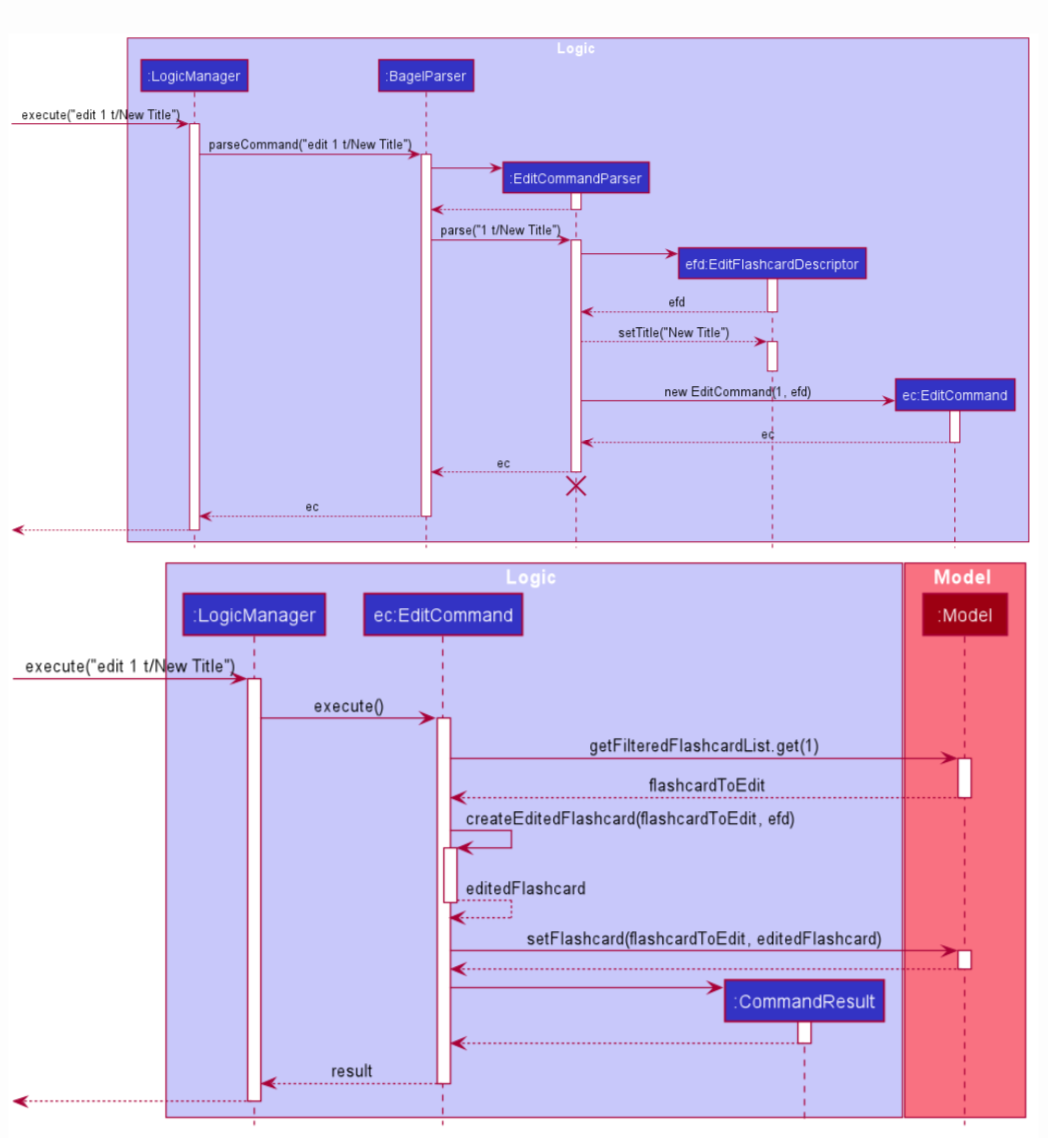 Logic
:LogicManager
:BagelParser
execute("edit 1 t/New Title")
parseCommand("edit 1 t/New Title")
:EditCommandParser
parse("1 t/New Title")
efd:EditFlashcardDescriptor
efd
setTitle("New Title")
new EditCommand(1, efd)
ec:EditCommand
ec
ec
ec
Logic
Model
:LogicManager
ec:EditCommand
:Model
execute("edit 1 t/New Title")
execute()
getFilteredFlashcardList.get(1)
flashcardToEdit
createEditedFlashcard(flashcardToEdit, efd)
editedFlashcard
setFlashcard(flashcardToEdit, editedFlashcard)
:CommandResult
result